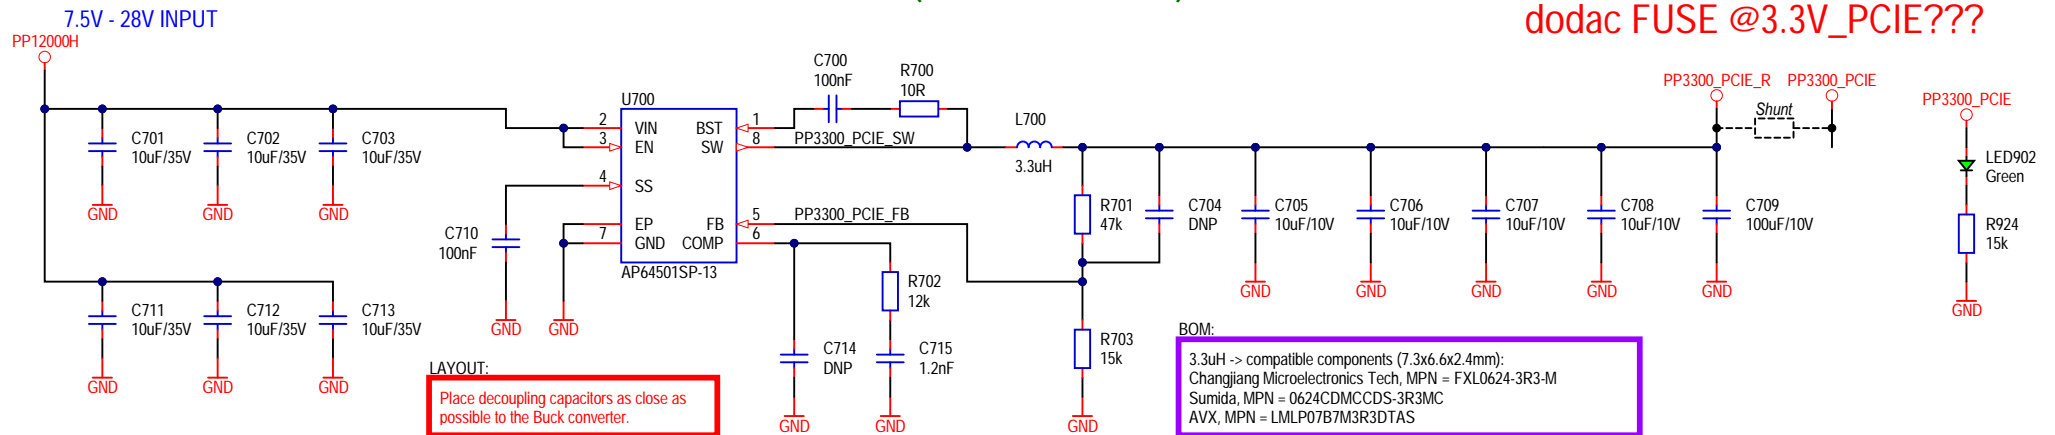 7.5V - 28V INPUT
dodac FUSE @3.3V_PCIE???
PP12000H
C701
10uF/35V
C702
10uF/35V
C703
10uF/35V
GND
GND
GND
C711
10uF/35V
C712
10uF/35V
C713
10uF/35V
GND
GND
GND
C710
100nF
GND
GND
U700
2
VIN
3
EN
4
SS
EP
7
GND
BST
1
SW
8
FB
5
COMP
6
AP64501SP-13
C700
100nF
R700
10R
PP3300_PCIE_SW
PP3300_PCIE_FB
L700
3.3uH
R701
47k
C704
DNP
C705
10uF/10V
C706
10uF/10V
C707
10uF/10V
C708
10uF/10V
C709
100uF/10V
GND
GND
GND
GND
GND
PP3300_PCIE_R
PP3300_PCIE
Shunt
PP3300_PCIE
LED902
Green
R924
15k
GND
R702
12k
C714
DNP
C715
1.2nF
GND
GND
R703
15k
GND
LAYOUT:
Place decoupling capacitors as close as
possible to the Buck converter.
BOM:
3.3uH -> compatible components (7.3x6.6x2.4mm):
Changjiang Microelectronics Tech, MPN = FXL0624-3R3-M
Sumida, MPN = 0624CDMCCDS-3R3MC
AVX, MPN = LMLP07B7M3R3DTAS